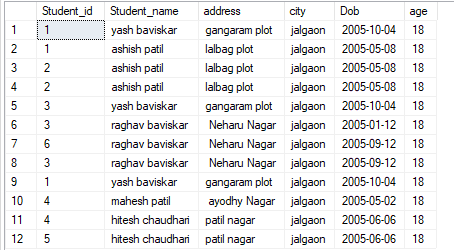 Student_id Student_name address city Dob age
1 1 yash baviskar gangaram plot jalgaon 2005-10-04 18
2 1 ashish patil lalbag plot jalgaon 2005-05-08 18
3 2 ashish patil lalbag plot jalgaon 2005-05-08 18
4 2 ashish patil lalbag plot jalgaon 2005-05-08 18
5 3 yash baviskar gangaram plot jalgaon 2005-10-04 18
6 3 raghav baviskar Neharu Nagar jalgaon 2005-01-12 18
7 6 raghav baviskar Neharu Nagar jalgaon 2005-09-12 18
8 3 raghav baviskar Neharu Nagar jalgaon 2005-09-12 18
9 1 yash baviskar gangaram plot jalgaon 2005-10-04 18
10 4 mahesh patil ayodhy Nagar jalgaon 2005-05-02 18
11 4 hitesh chaudhari patil nagar jalgaon 2005-06-06 18
12 5 hitesh chaudhari patil nagar jalgaon 2005-06-06 18